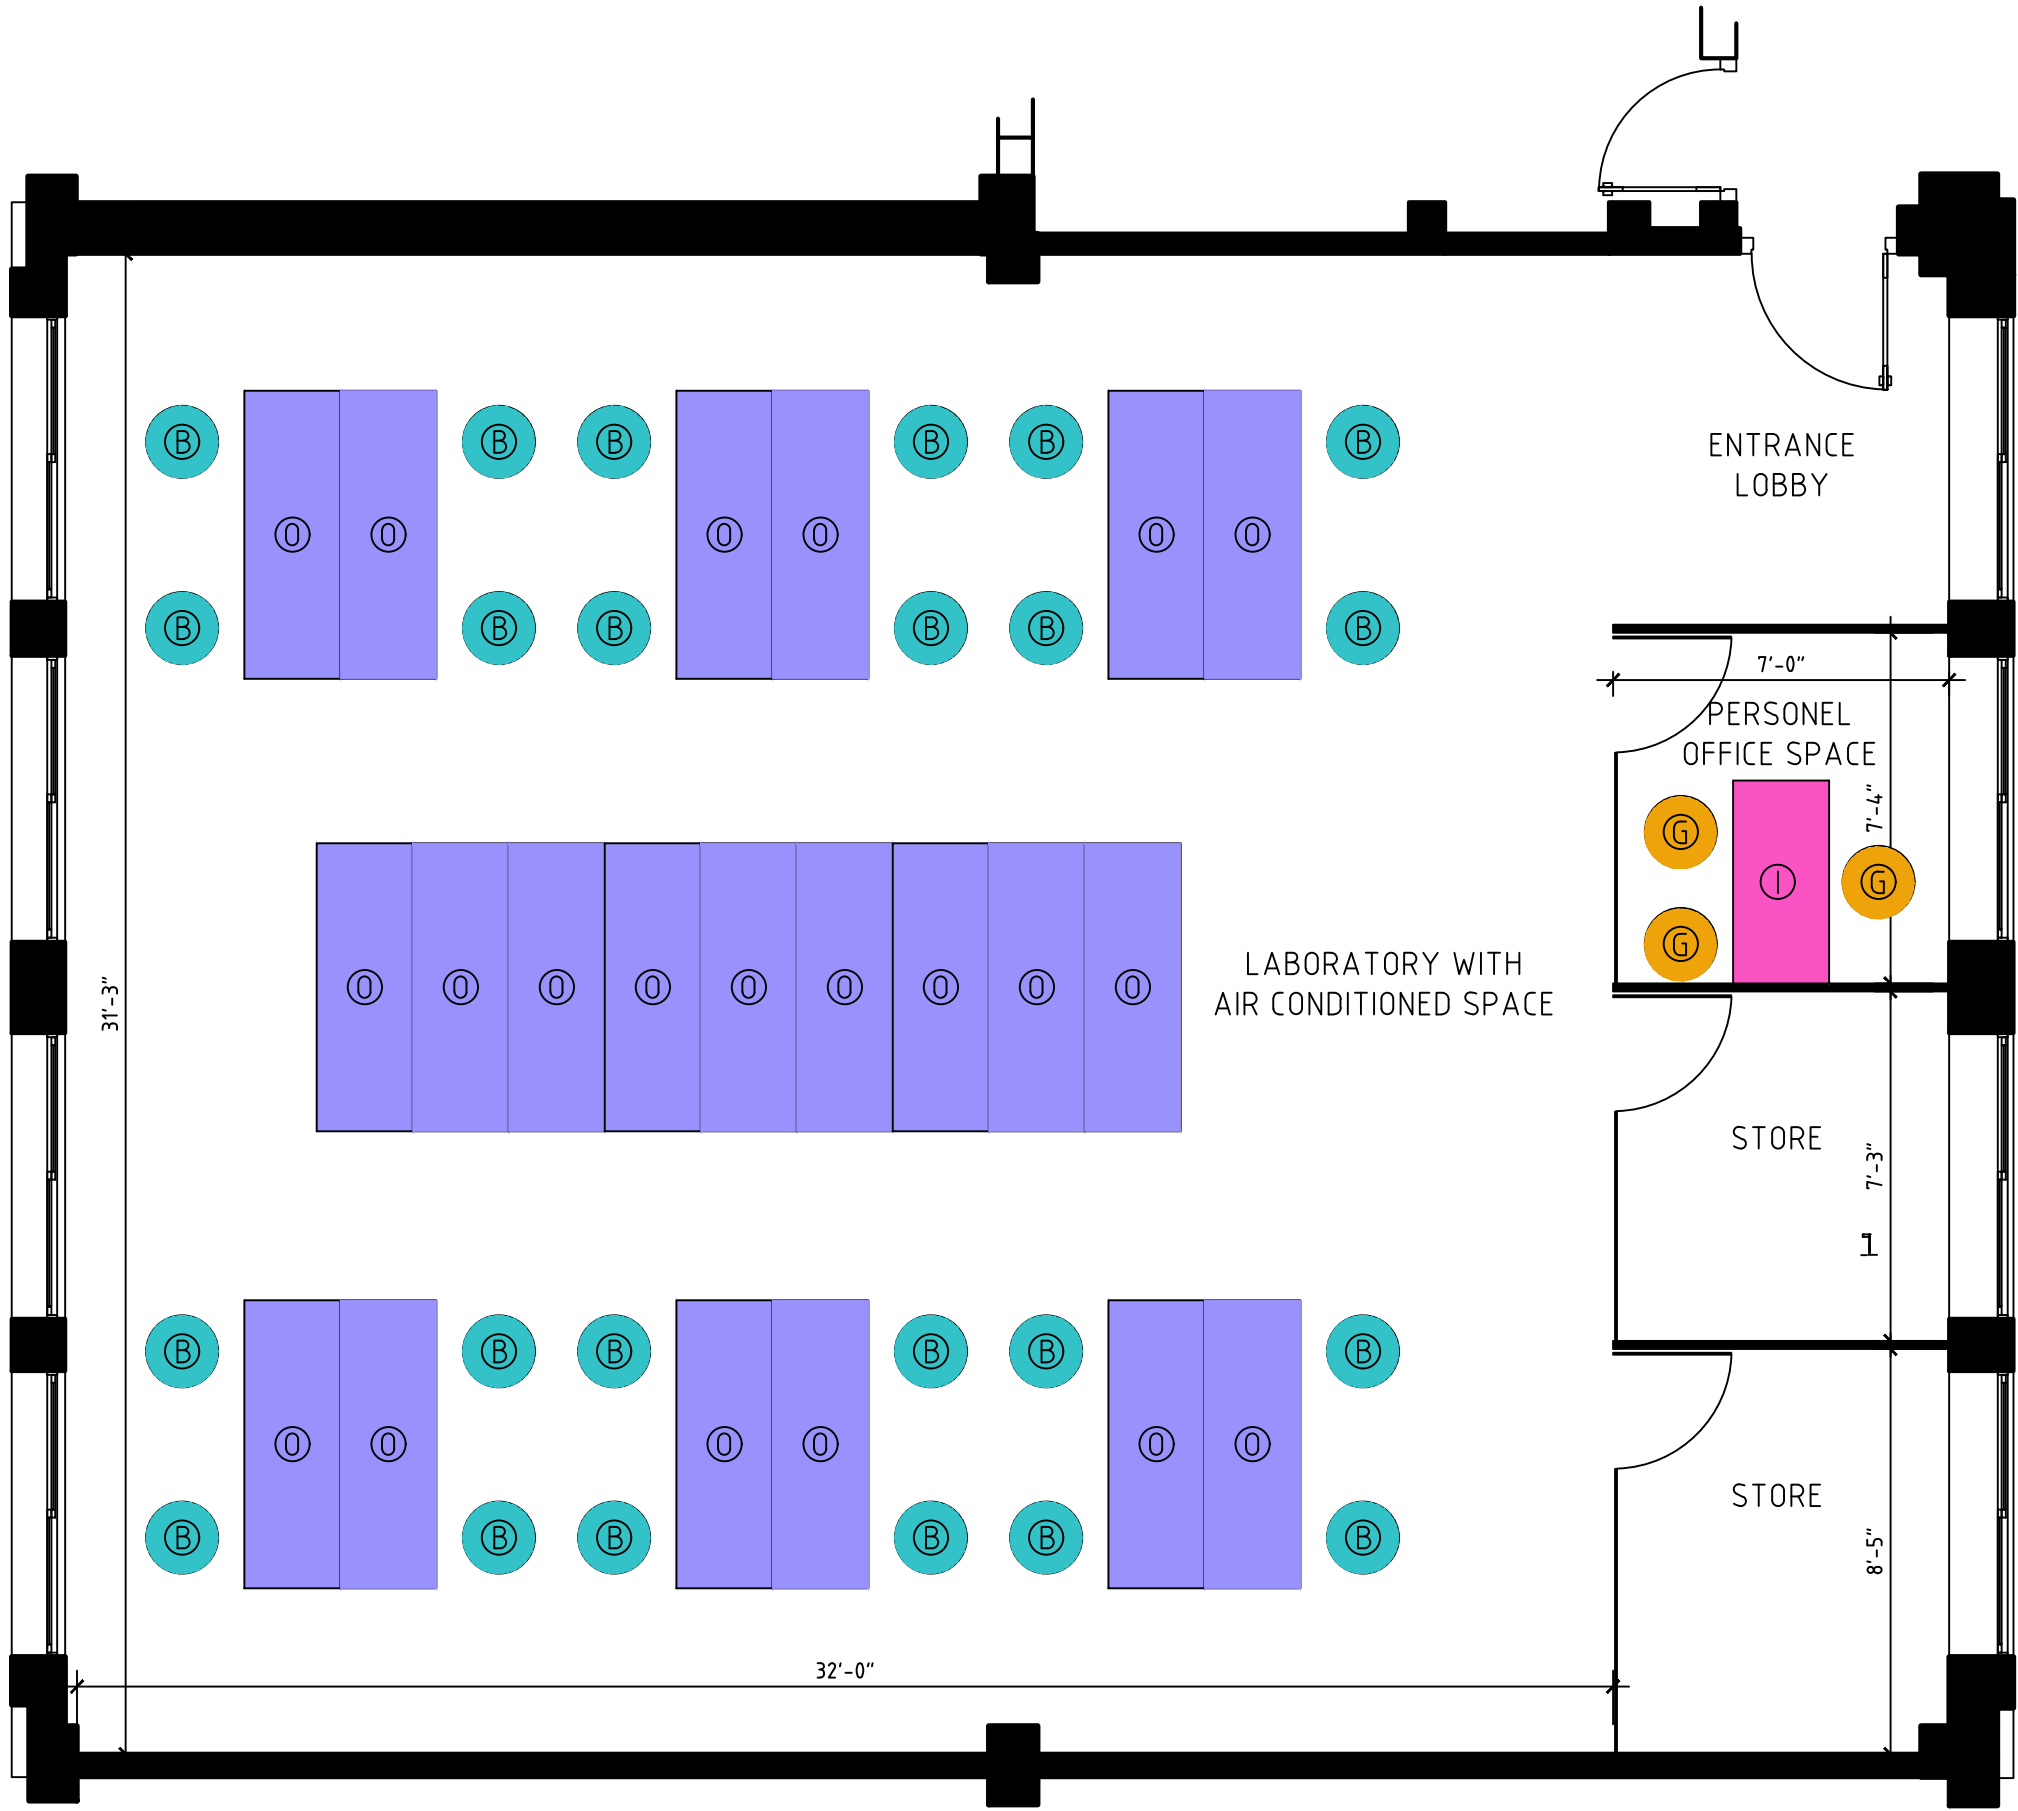 B B B B B B
ENTRANCE
LOBBY
O O O O O O
B B B B B B
7'-0"
PERSONEL
OFFICE SPACE
7'-4"
G
I
G
G
LABORATORY WITH
AIR CONDITIONED SPACE
O O O O O O O O O
31'-3"
STORE
7'-3"
1
B B B B B B
O O O O O O
STORE
B B B B B B
8'-5"
32'-0"